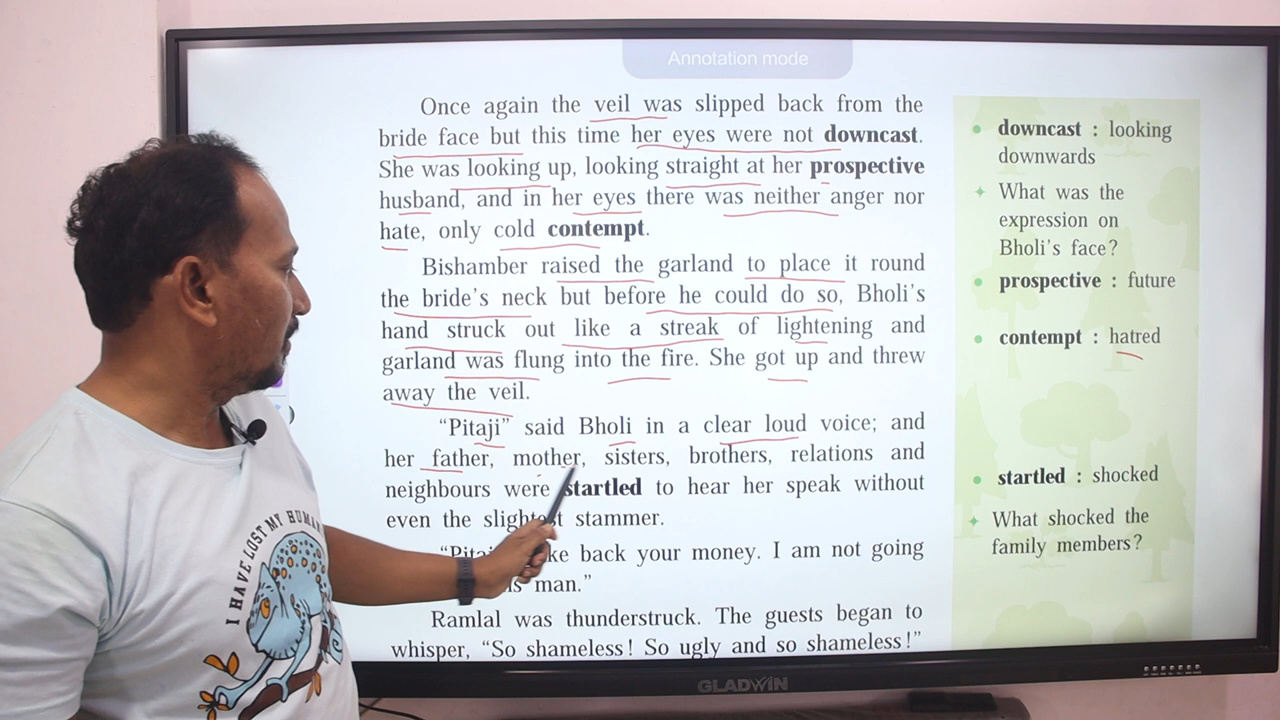 Annotation mode
Once again the veil was slipped back from the
bride face but this time her eyes were not downcast.
She was looking up, looking straight at her prospective
husband, and in her eyes there was neither anger nor
hate, only cold contempt.
Bishamber raised the garland to place it round
the bride's neck but before he could do so, Bholi's
hand struck out like a streak of lightening and
garland was flung into the fire. She got up and threw
away the veil.
"Pitaji" said Bholi in a clear loud voice; and
her father, mother, sisters, brothers, relations and
neighbours were startled to hear her speak without
even the slightest stammer.
back your money. I am not going
man."
Ramlal was thunderstruck. The guests began to
whisper, "So shameless! So ugly and so shameless!"
downcast : looking
downwards
What was the
expression on
Bholi's face?
prospective : future
contempt : hatred
startled : shocked
What shocked the
family members?
I HAVE LOST MY
GLADWIN